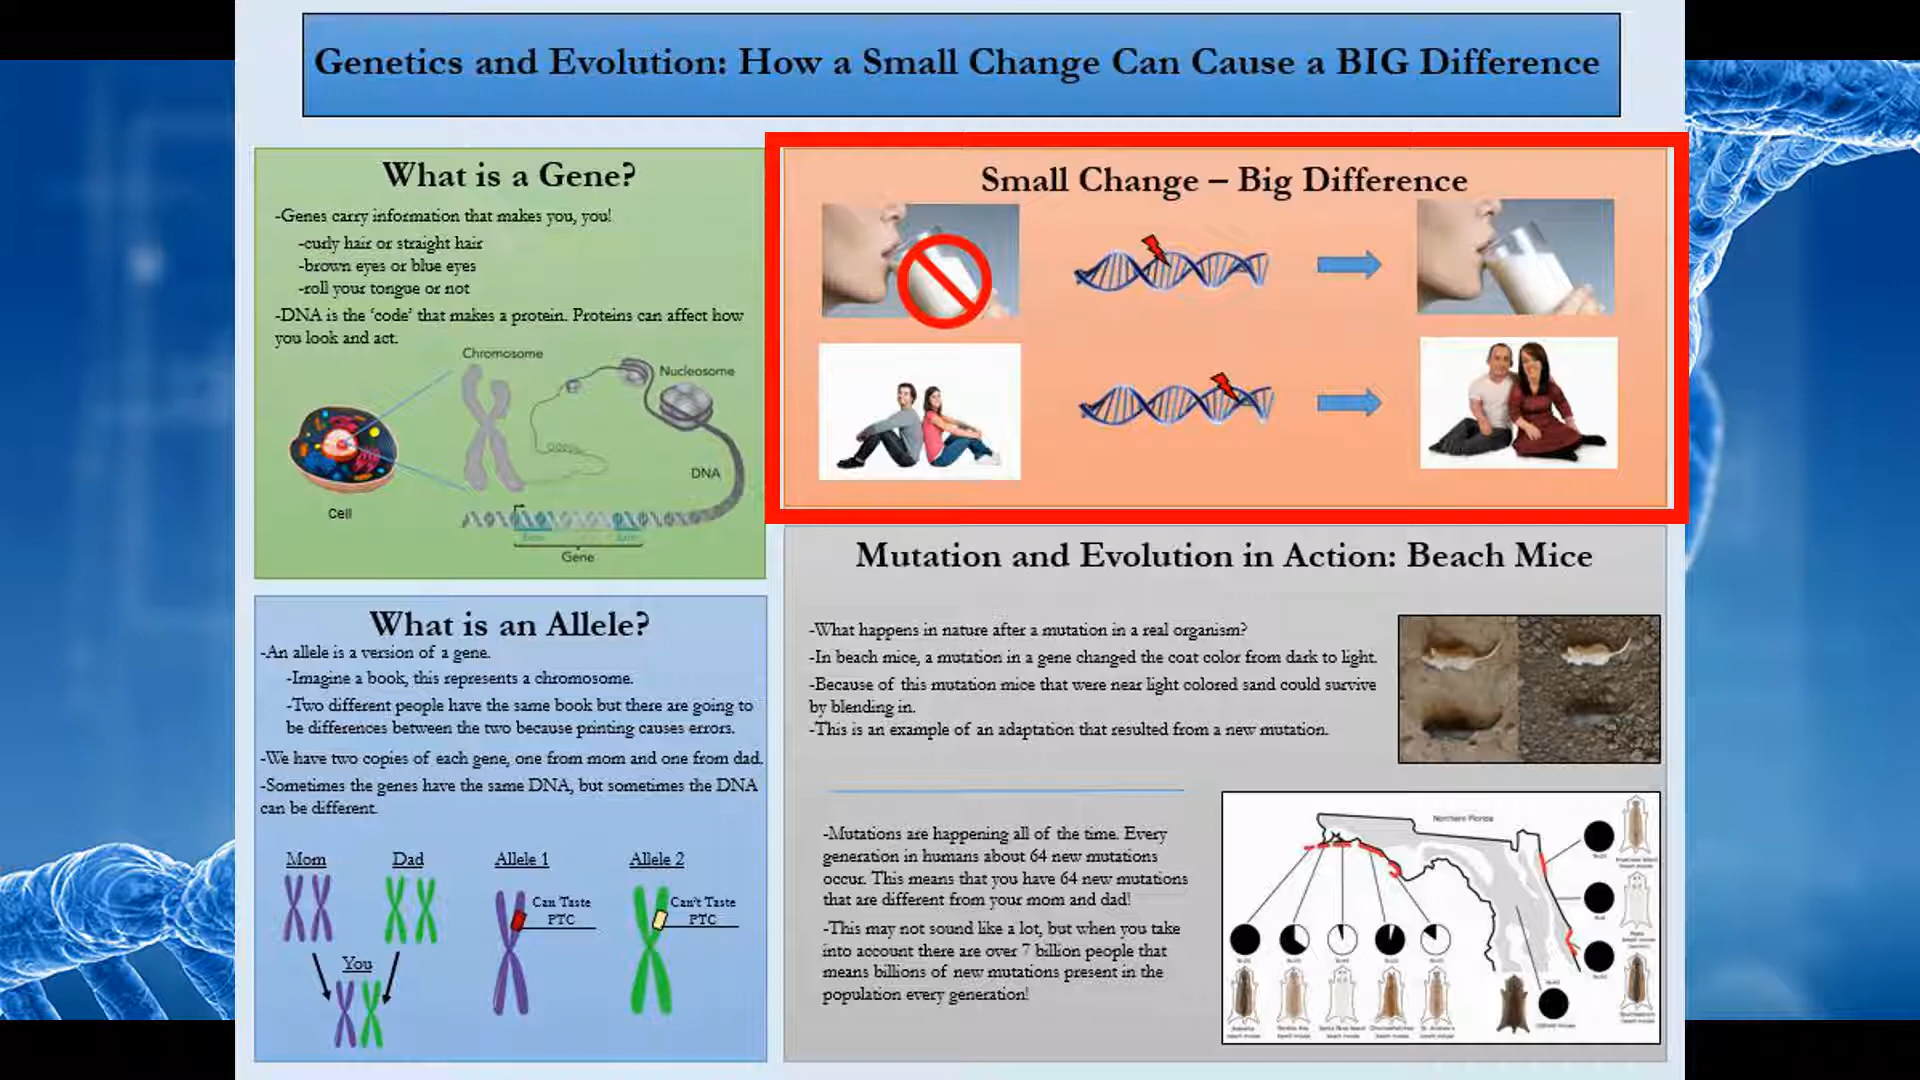 Genetics and Evolution: How a Small Change Can Cause a BIG Difference
What is a Gene?
-Genes carry information that makes you, you!
-curly hair or straight hair
-brown eyes or blue eyes
-roll your tongue or not
-DNA is the 'code' that makes a protein. Proteins can affect how
you look and act.
Chromosome
Nucleosome
DNA
Cell
Gene
Small Change – Big Difference
What is an Allele?
-An allele is a version of a gene.
-Imagine a book, this represents a chromosome.
-Two different people have the same book but there are going to
be differences between the two because printing causes errors.
-We have two copies of each gene, one from mom and one from dad.
-Sometimes the genes have the same DNA, but sometimes the DNA
can be different.
Mom
Dad
You
Allele 1
Can Taste
PTC
Allele 2
Can't Taste
PTC
Mutation and Evolution in Action: Beach Mice
-What happens in nature after a mutation in a real organism?
-In beach mice, a mutation in a gene changed the coat color from dark to light.
-Because of this mutation mice that were near light colored sand could survive
by blending in.
-This is an example of an adaptation that resulted from a new mutation.
-Mutations are happening all of the time. Every
generation in humans about 64 new mutations
occur. This means that you have 64 new mutations
that are different from your mom and dad!
-This may not sound like a lot, but when you take
into account there are over 7 billion people that
means billions of new mutations present in the
population every generation!
Northern Florida